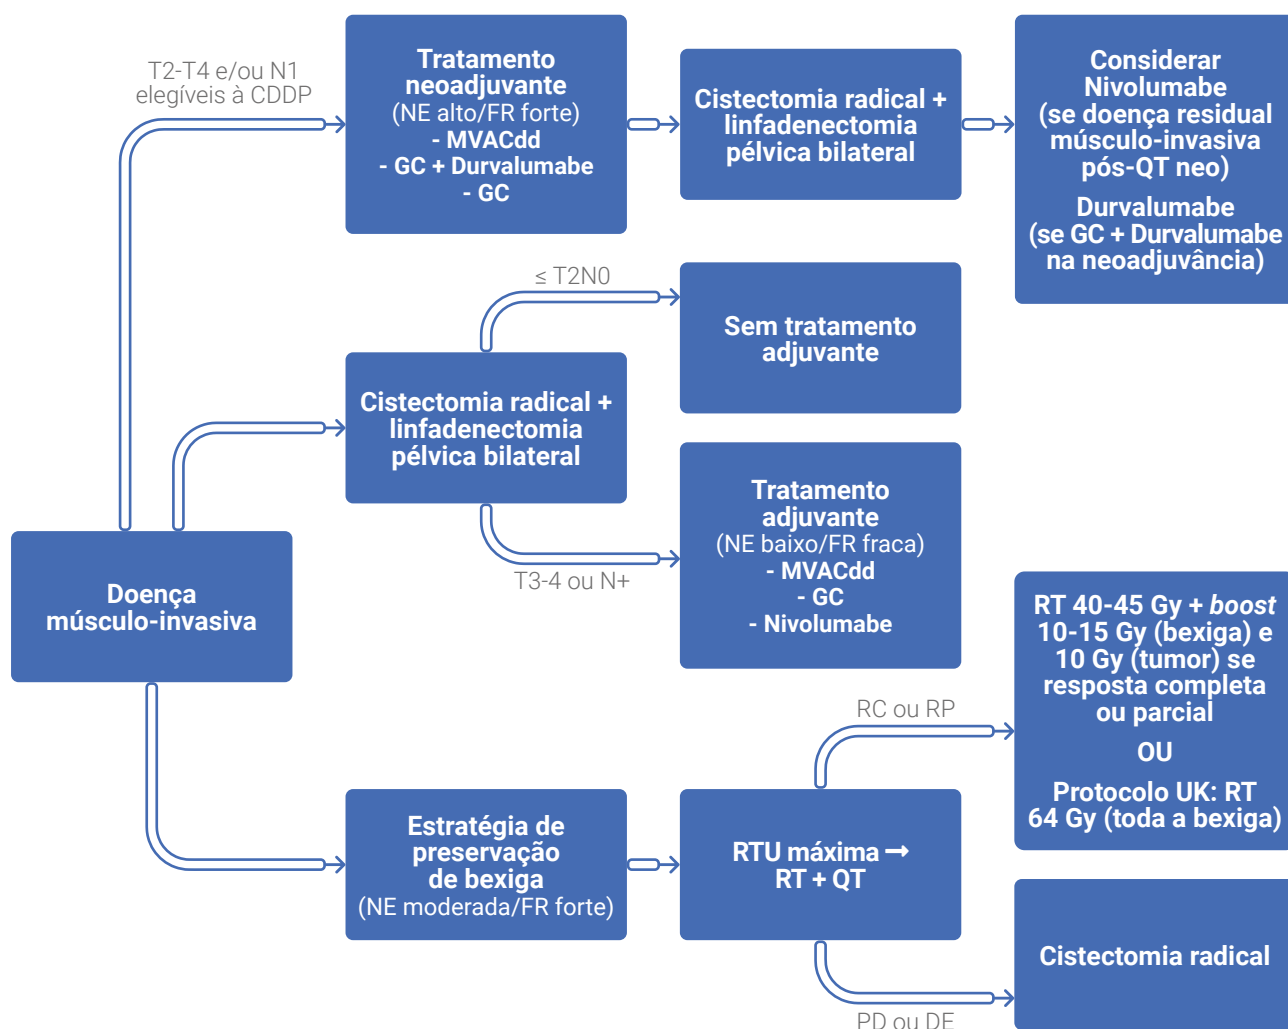 T2-T4 e/ou N1
elegíveis à CDDP
Tratamento
neoadjuvante
(NE alto/FR forte)
- MVACdd
- GC + Durvalumabe
- GC
Cistectomia radical +
linfadenectomia
pélvica bilateral
Considerar
Nivolumabe
(se doença residual
músculo-invasiva
pós-QT neo)
Durvalumabe
(se GC + Durvalumabe
na neoadjuvância)
≤ T2N0
Sem tratamento
adjuvante
Cistectomia radical +
linfadenectomia
pélvica bilateral
T3-4 ou N+
Tratamento
adjuvante
(NE baixo/FR fraca)
- MVACdd
- GC
- Nivolumabe
Doença
músculo-invasiva
Estratégia de
preservação
de bexiga
(NE moderada/FR forte)
RTU máxima →
RT + QT
RC ou RP
RT 40-45 Gy + boost
10-15 Gy (bexiga) e
10 Gy (tumor) se
resposta completa
ou parcial
OU
Protocolo UK: RT
64 Gy (toda a bexiga)
PD ou DE
Cistectomia radical